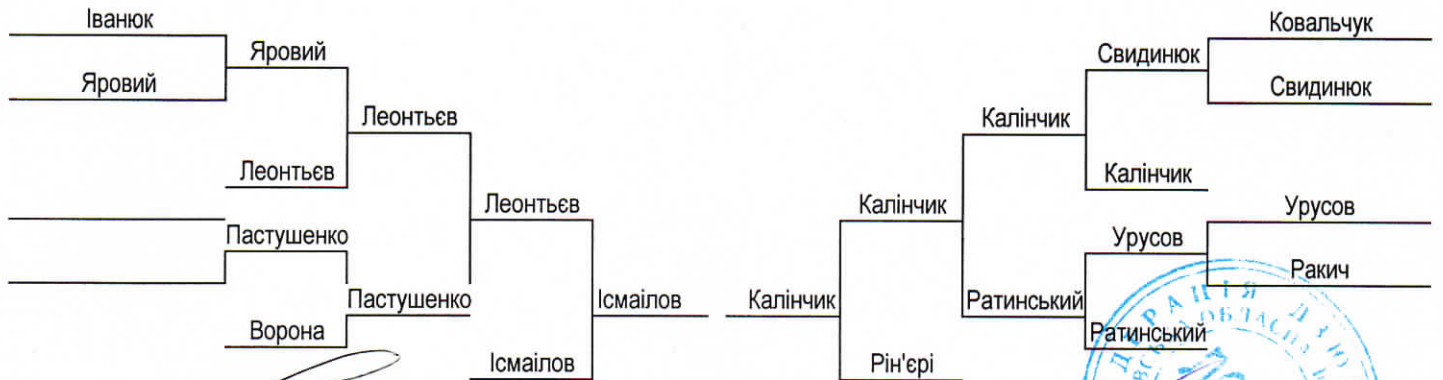 Іванюк
Яровий
Яровий
Леонтьєв
Леонтьєв
Пастушенко
Ворона
Пастушенко
Леонтьєв
Ісмаілов
Ісмаілов
Калінчик
Калінчик
Рін'єрі
Калінчик
Ратинський
Свидинюк
Калінчик
Урусов
Ратинський
Ковальчук
Свидинюк
Урусов
Ракич